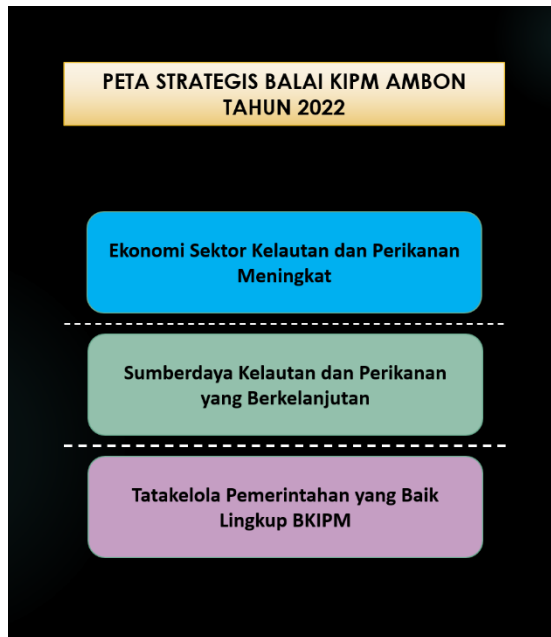 PETA STRATEGIS BALAI KIPM AMBON
TAHUN 2022
Ekonomi Sektor Kelautan dan Perikanan
Meningkat
Sumberdaya Kelautan dan Perikanan
yang Berkelanjutan
Tatakelola Pemerintahan yang Baik
Lingkup BKIPM